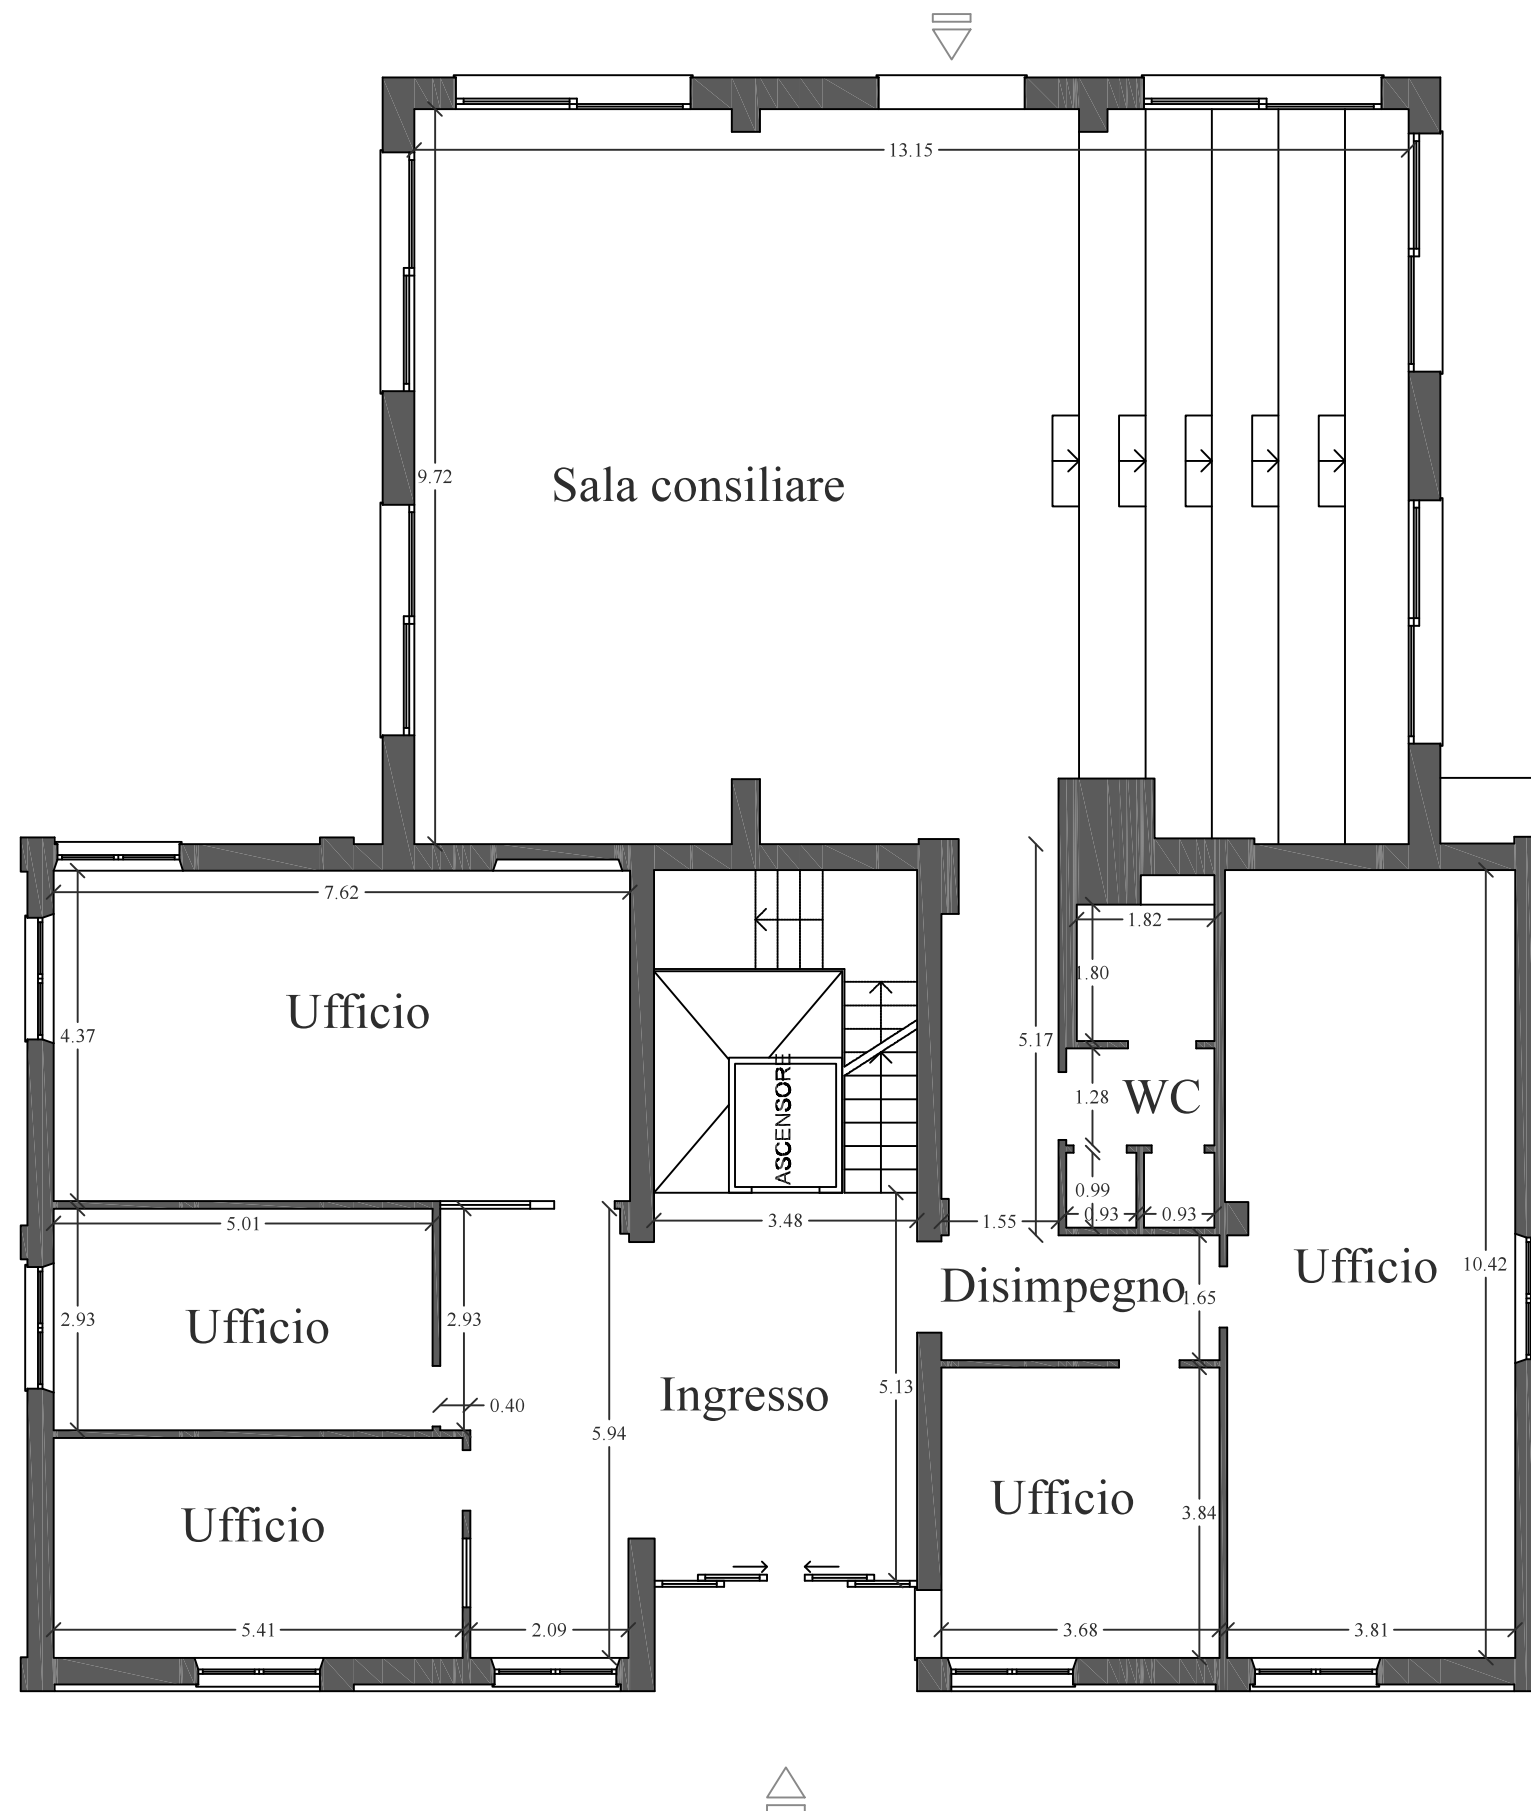 13.15
9.72
Sala consiliare
7.62
1.82
1.80
Ufficio
4.37
5.17
ASCENSORE
1.28
WC
0.99
0.93
0.93
5.01
3.48
1.55
Disimpegno
1.65
Ufficio
10.42
2.93
Ufficio
2.93
0.40
Ingresso
5.13
5.94
Ufficio
Ufficio
3.84
5.41
2.09
3.68
3.81